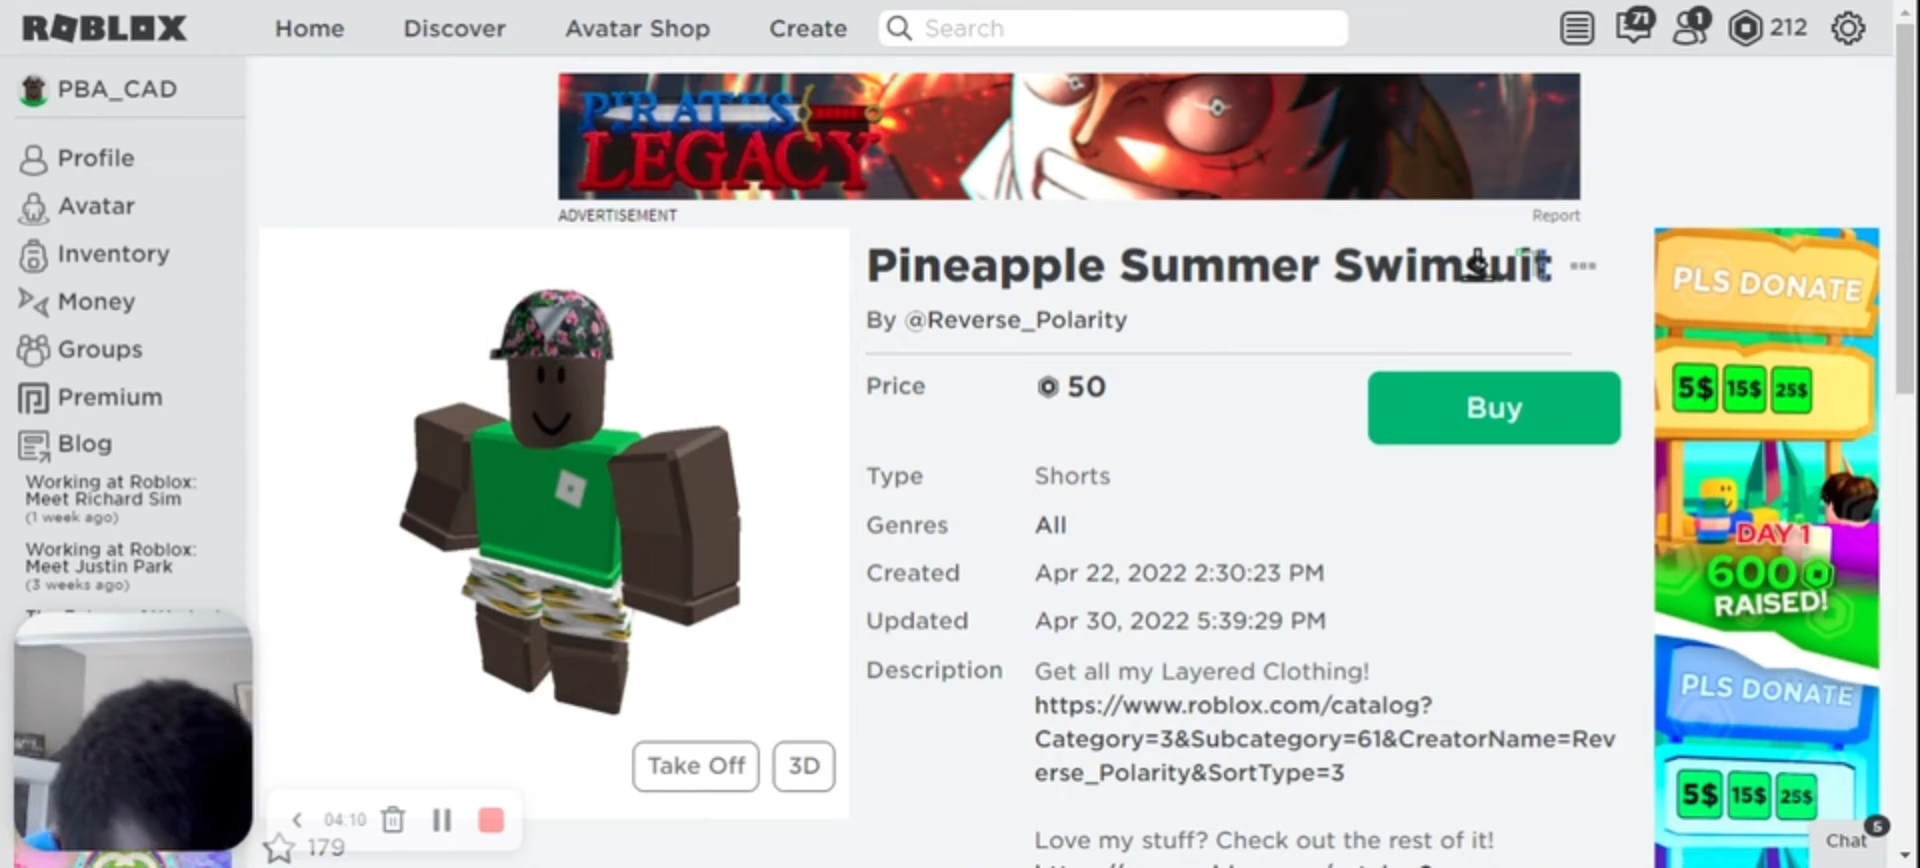 ROBLOX
Home
Discover
Avatar Shop
Create
Search
71
1
212
PBA_CAD
Profile
Avatar
Inventory
Money
Groups
Premium
Blog
Working at Roblox:
Meet Richard Sim
(1 week ago)
Working at Roblox:
Meet Justin Park
(3 weeks ago)
PIRATE'S
LEGACY
ADVERTISEMENT
Report
Take Off
3D
04:10
179
Pineapple Summer Swimsuit
By @Reverse_Polarity
Price
50
Buy
Type
Shorts
Genres
All
Created
Apr 22, 2022 2:30:23 PM
Updated
Apr 30, 2022 5:39:29 PM
Description
Get all my Layered Clothing!
https://www.roblox.com/catalog?
Category=3&Subcategory=61&CreatorName=Rev
erse_Polarity&SortType=3
Love my stuff? Check out the rest of it!
PLS DONATE
5$ 15$ 25$
DAY 1
600
RAISED!
PLS DONATE
5$ 15$ 25$
Chat
5